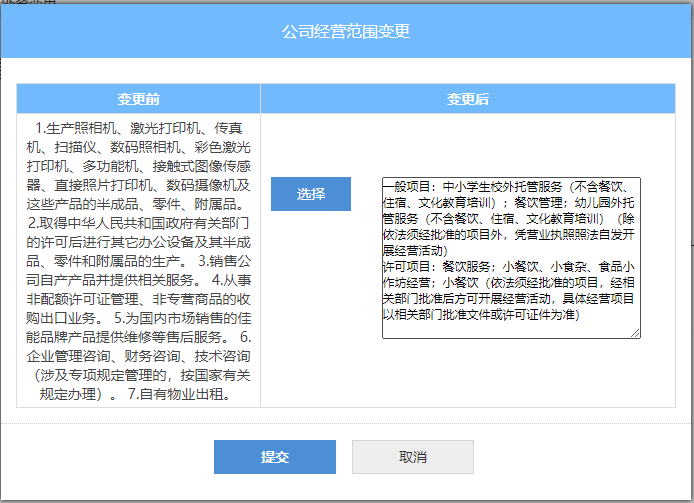 公司经营范围变更
变更前
变更后
1.生产照相机、激光打印机、传真
机、扫描仪、数码照相机、彩色激光
打印机、多功能机、接触式图像传感
器、直接照片打印机、数码摄像机及
这些产品的半成品、零件、附属品。
2.取得中华人民共和国政府有关部门
的许可后进行其它办公设备及其半成
品、零件和附属品的生产。 3.销售公
司自产产品并提供相关服务。 4.从事
非配额许可证管理、非专营商品的收
购出口业务。 5.为国内市场销售的佳
能品牌产品提供维修等售后服务。 6.
企业管理咨询、财务咨询、技术咨询
（涉及专项规定管理的，按国家有关
规定办理）。 7.自有物业出租。
选择
一般项目：中小学生校外托管服务（不含餐饮、
住宿、文化教育培训）；餐饮管理；幼儿园外托
管服务（不含餐饮、住宿、文化教育培训）（除
依法须经批准的项目外，凭营业执照照法自发开
展经营活动）
许可项目：餐饮服务；小餐饮、小食杂、食品小
作坊经营；小餐饮（依法须经批准的项目，经相
关部门批准后方可开展经营活动，具体经营项目
以相关部门批准文件或许可证件为准）
提交
取消